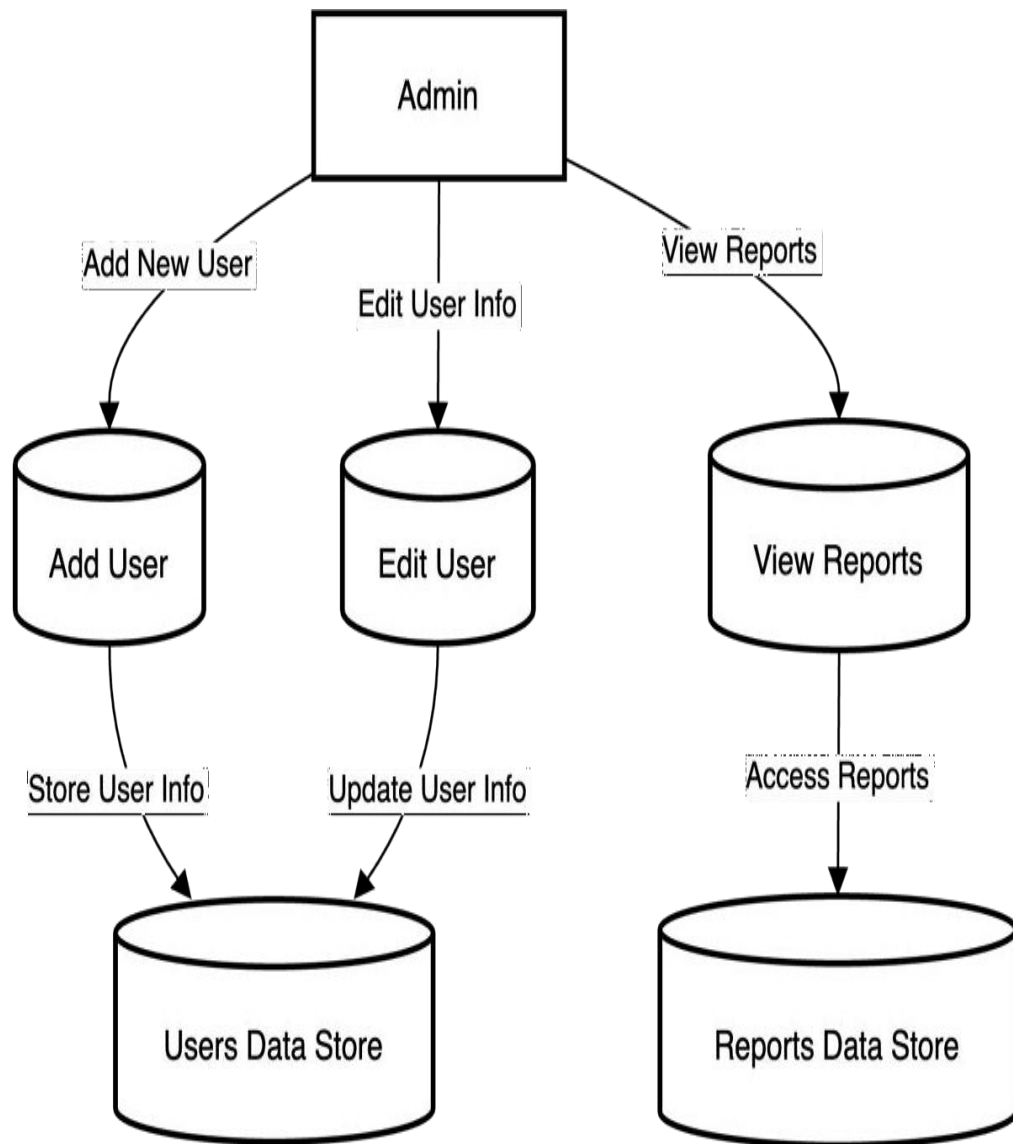 Admin
Add New User
Edit User Info
View Reports
Add User
Edit User
View Reports
Store User Info
Update User Info
Access Reports
Users Data Store
Reports Data Store